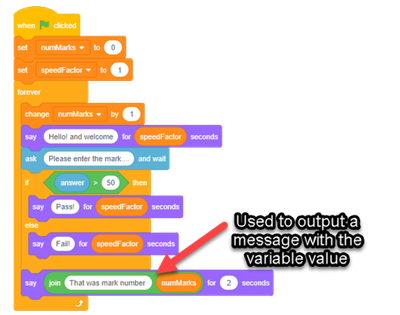 when clicked
set numMarks to 0
set speedFactor to 1
forever
change numMarks by 1
say Hello! and welcome for speedFactor seconds
ask Please enter the mark... and wait
if answer > 50 then
say Pass! for speedFactor seconds
else
say Fail! for speedFactor seconds
say join That was mark number numMarks for 2 seconds
Used to output a
message with the
variable value